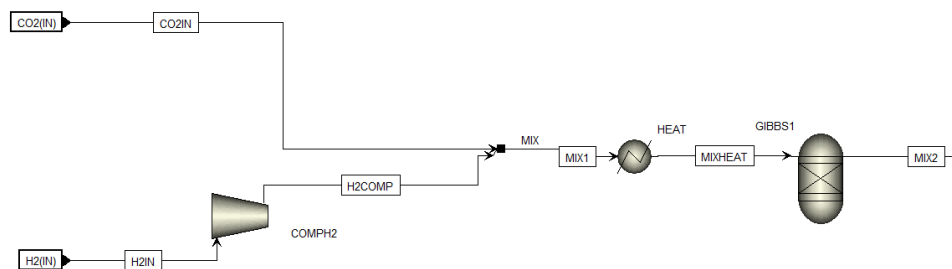 CO2(IN)
CO2IN
HEAT
GIBBS1
MIX
MIX1
MIXHEAT
MIX2
H2COMP
COMPH2
H2(IN)
H2IN